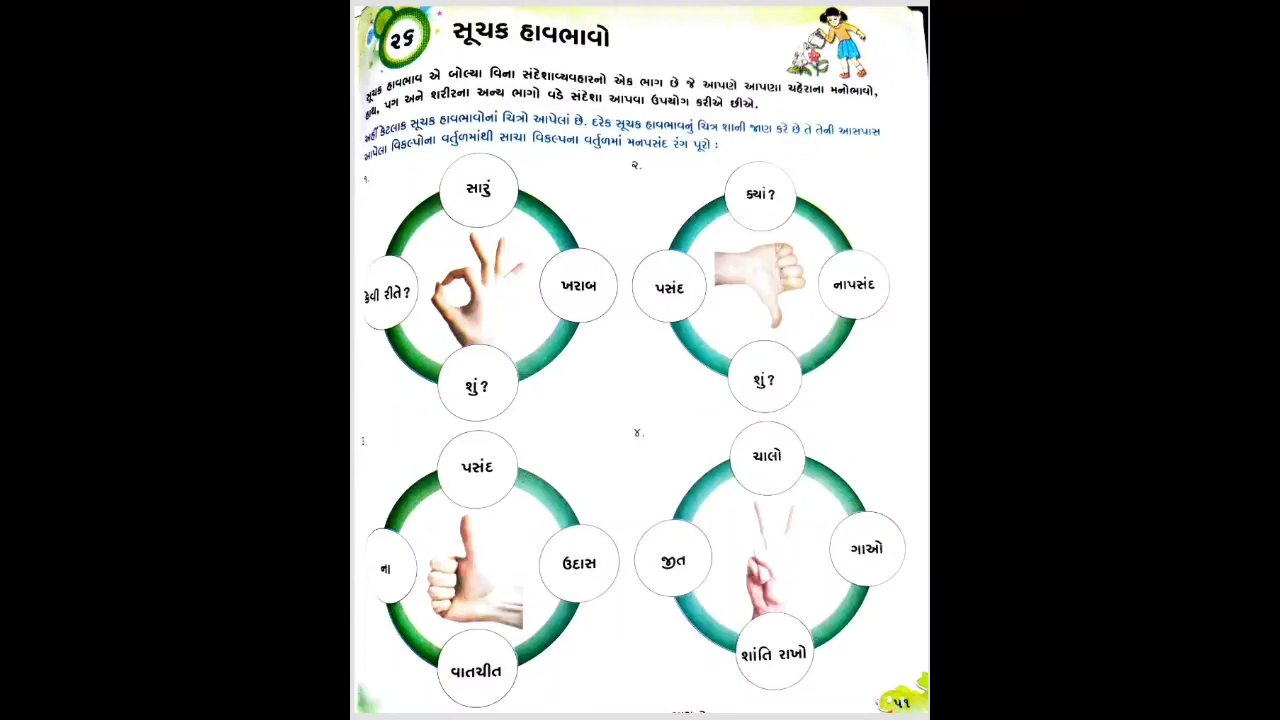 ૨૬
સૂચક હાવભાવો
સૂચક હાવભાવ એ બોલ્યા વિના સંદેશાવ્યવહારનો એક ભાગ છે જે આપણે આપણા ચહેરાના મનોભાવો,
હાથ, પગ અને શરીરના અન્ય ભાગો વડે સંદેશા આપવા ઉપયોગ કરીએ છીએ.
અહીં કેટલાક સૂચક હાવભાવોનાં ચિત્રો આપેલાં છે. દરેક સૂચક હાવભાવનું ચિત્ર શાની જાણ કરે છે તે તેની આસપાસ
આપેલા વિકલ્પોના વર્તુળમાંથી સાચા વિકલ્પના વર્તુળમાં મનપસંદ રંગ પૂરો :
૧.
સારું
કેવી રીતે?
ખરાબ
શું?
૨.
ક્યાં?
પસંદ
નાપસંદ
શું?
૩.
પસંદ
ના
ઉદાસ
વાતચીત
૪.
ચાલો
જીત
ગાઓ
શાંતિ રાખો
૫૧